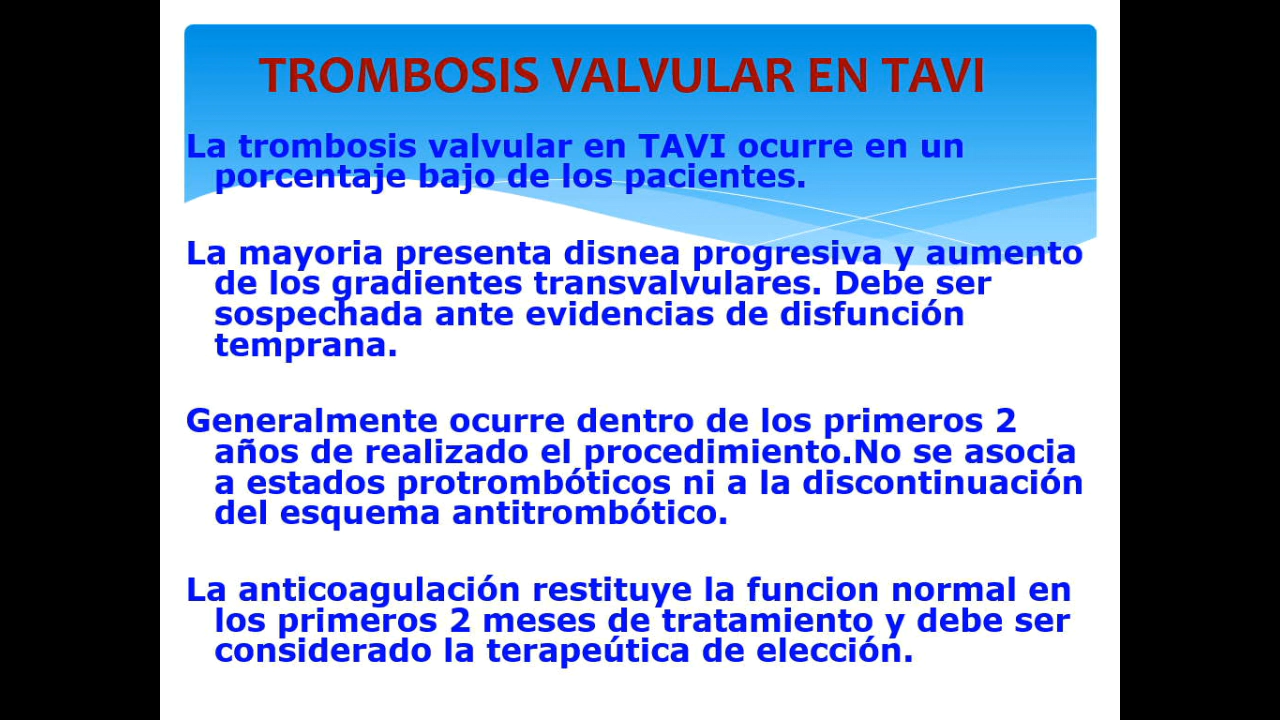 TROMBOSIS VALVULAR EN TAVI
La trombosis valvular en TAVI ocurre en un
porcentaje bajo de los pacientes.
La mayoria presenta disnea progresiva y aumento
de los gradientes transvalvulares. Debe ser
sospechada ante evidencias de disfunción
temprana.
Generalmente ocurre dentro de los primeros 2
años de realizado el procedimiento.No se asocia
a estados protrombóticos ni a la discontinuación
del esquema antitrombótico.
La anticoagulación restituye la funcion normal en
los primeros 2 meses de tratamiento y debe ser
considerado la terapeútica de elección.